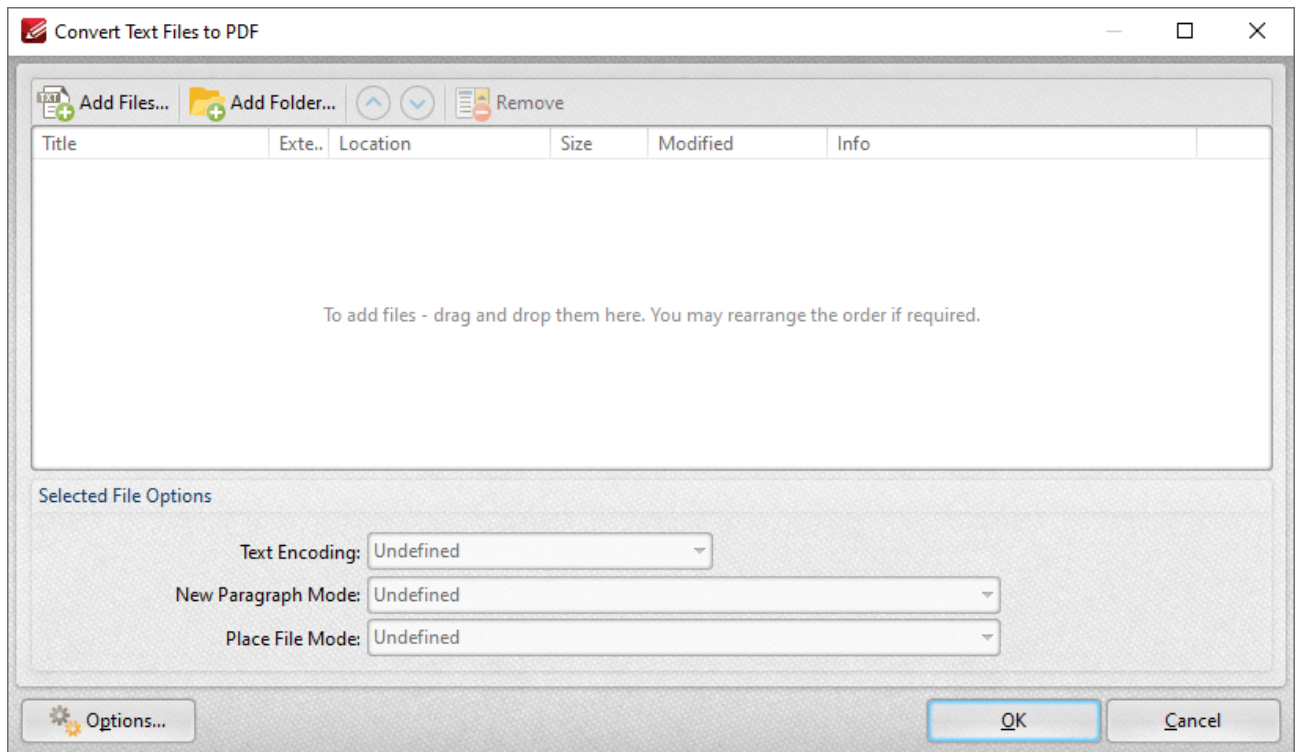 Convert Text Files to PDF
Add Files... Add Folder... Remove
Title Exte.. Location Size Modified Info
To add files - drag and drop them here. You may rearrange the order if required.
Selected File Options
Text Encoding: Undefined
New Paragraph Mode: Undefined
Place File Mode: Undefined
Options... OK Cancel